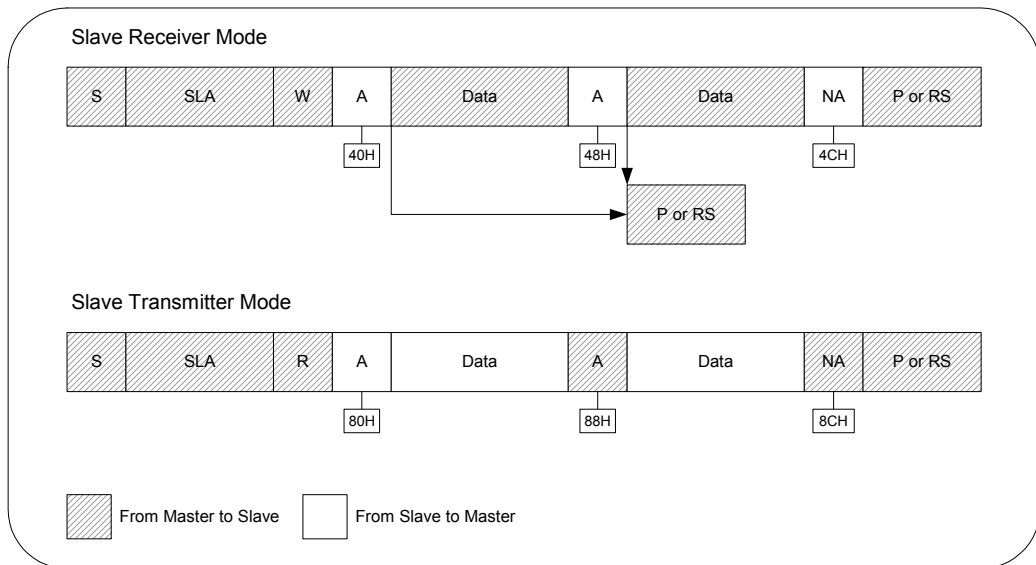 Slave Receiver Mode
S SLA W A Data A Data NA P or RS
40H 48H 4CH
P or RS
Slave Transmitter Mode
S SLA R A Data A Data NA P or RS
80H 88H 8CH
From Master to Slave From Slave to Master